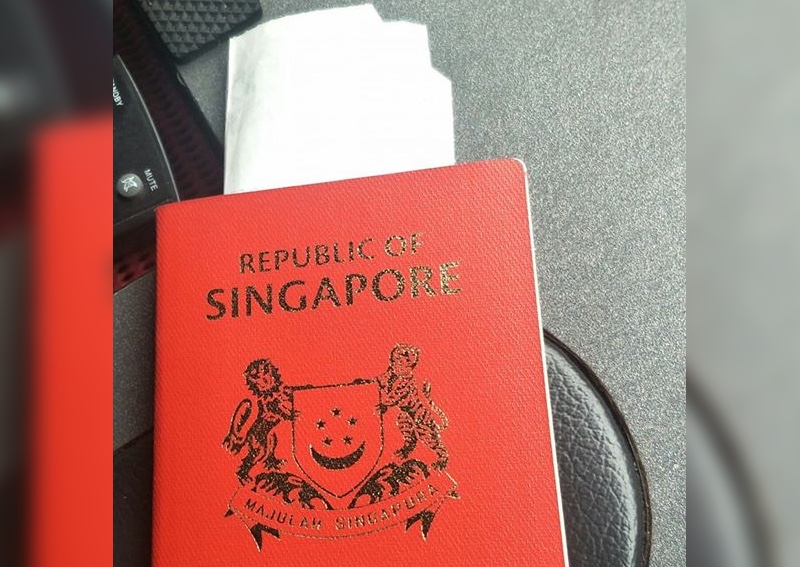 MUTE
REPUBLIC OF
SINGAPORE
MAJULAH SINGAPURA